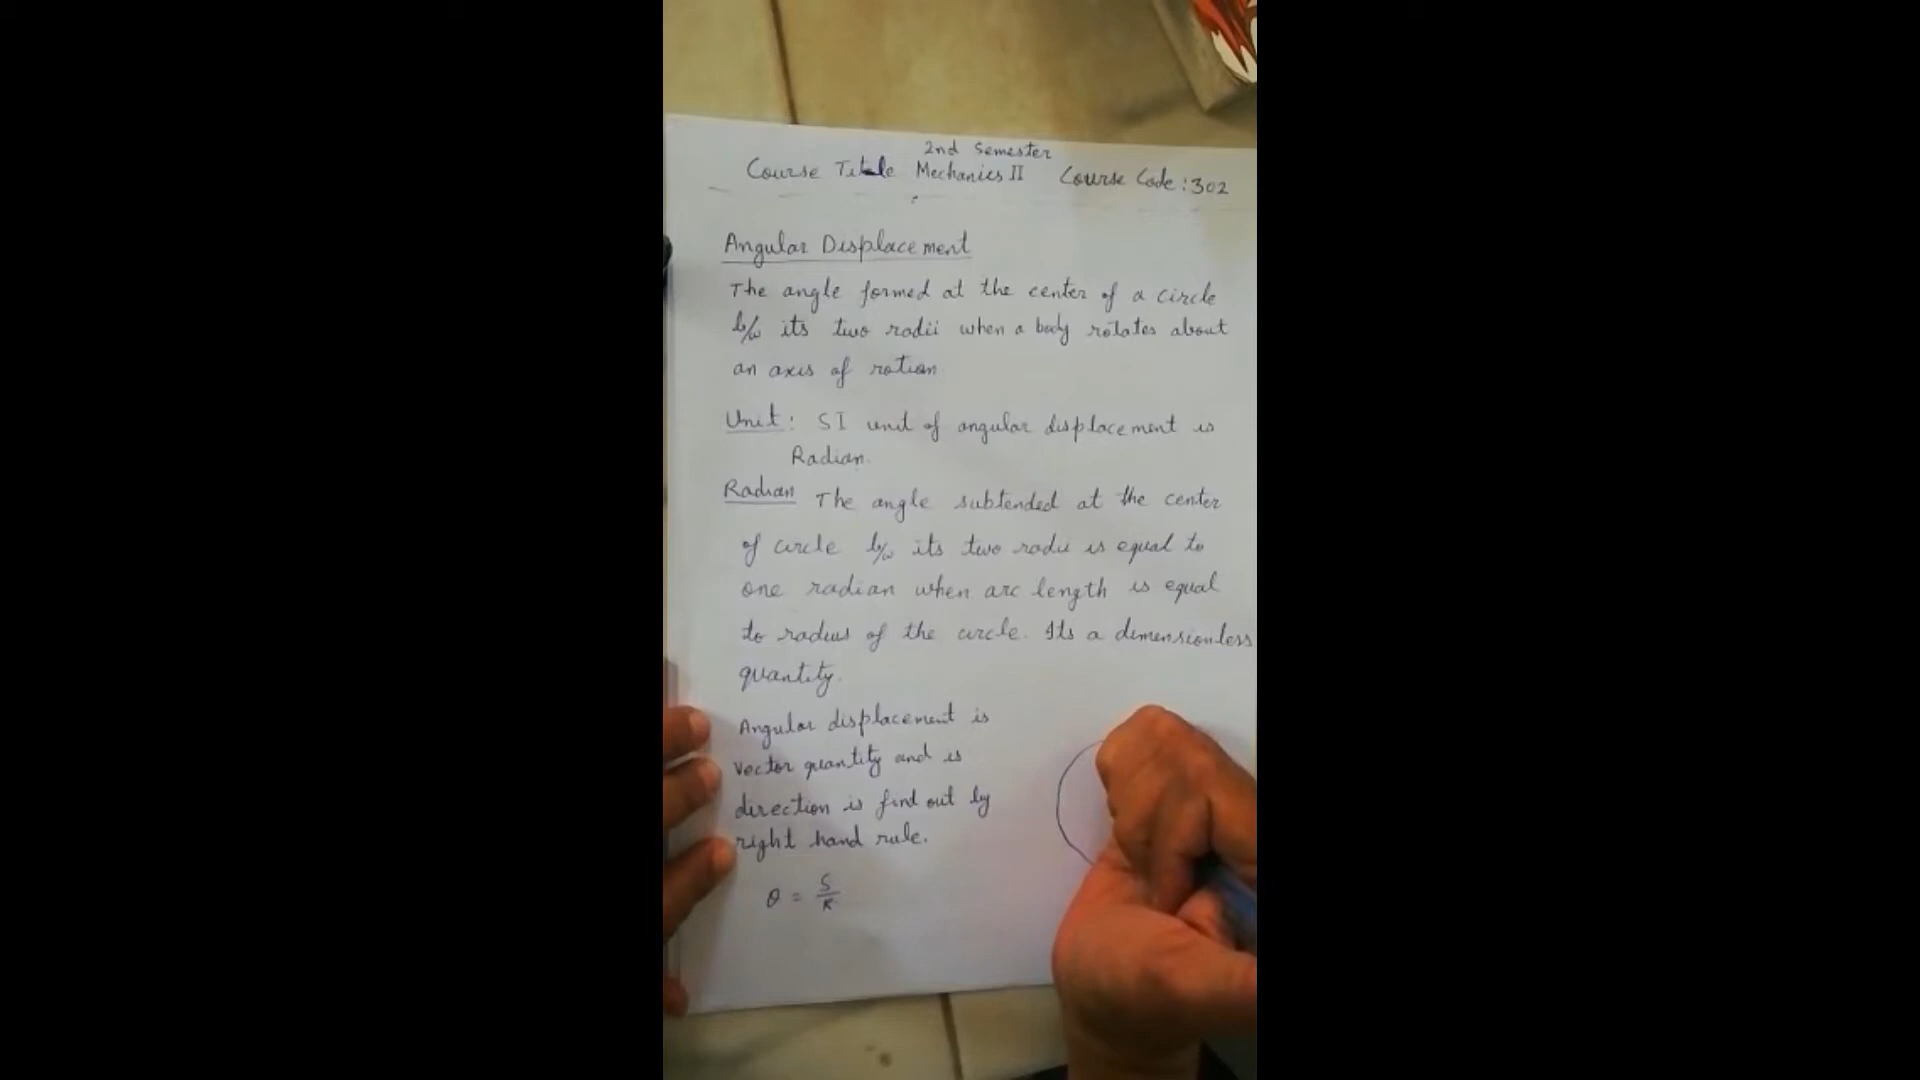 2nd Semester
Course Titile Mechanics II Course Code: 302
Angular Displacement
The angle formed at the center of a circle
b/w its two radii when a body rotates about
an axis of rotion
Unit: SI unit of angular displacement is
Radian.
Radian The angle subtended at the center
of circle b/w its two radii is equal to
one radian when arc length is equal
to radius of the circle. Its a dimensionless
quantity.
Angular displacement is
vector quantity and is
direction is find out by
right hand rule.
θ = S/R